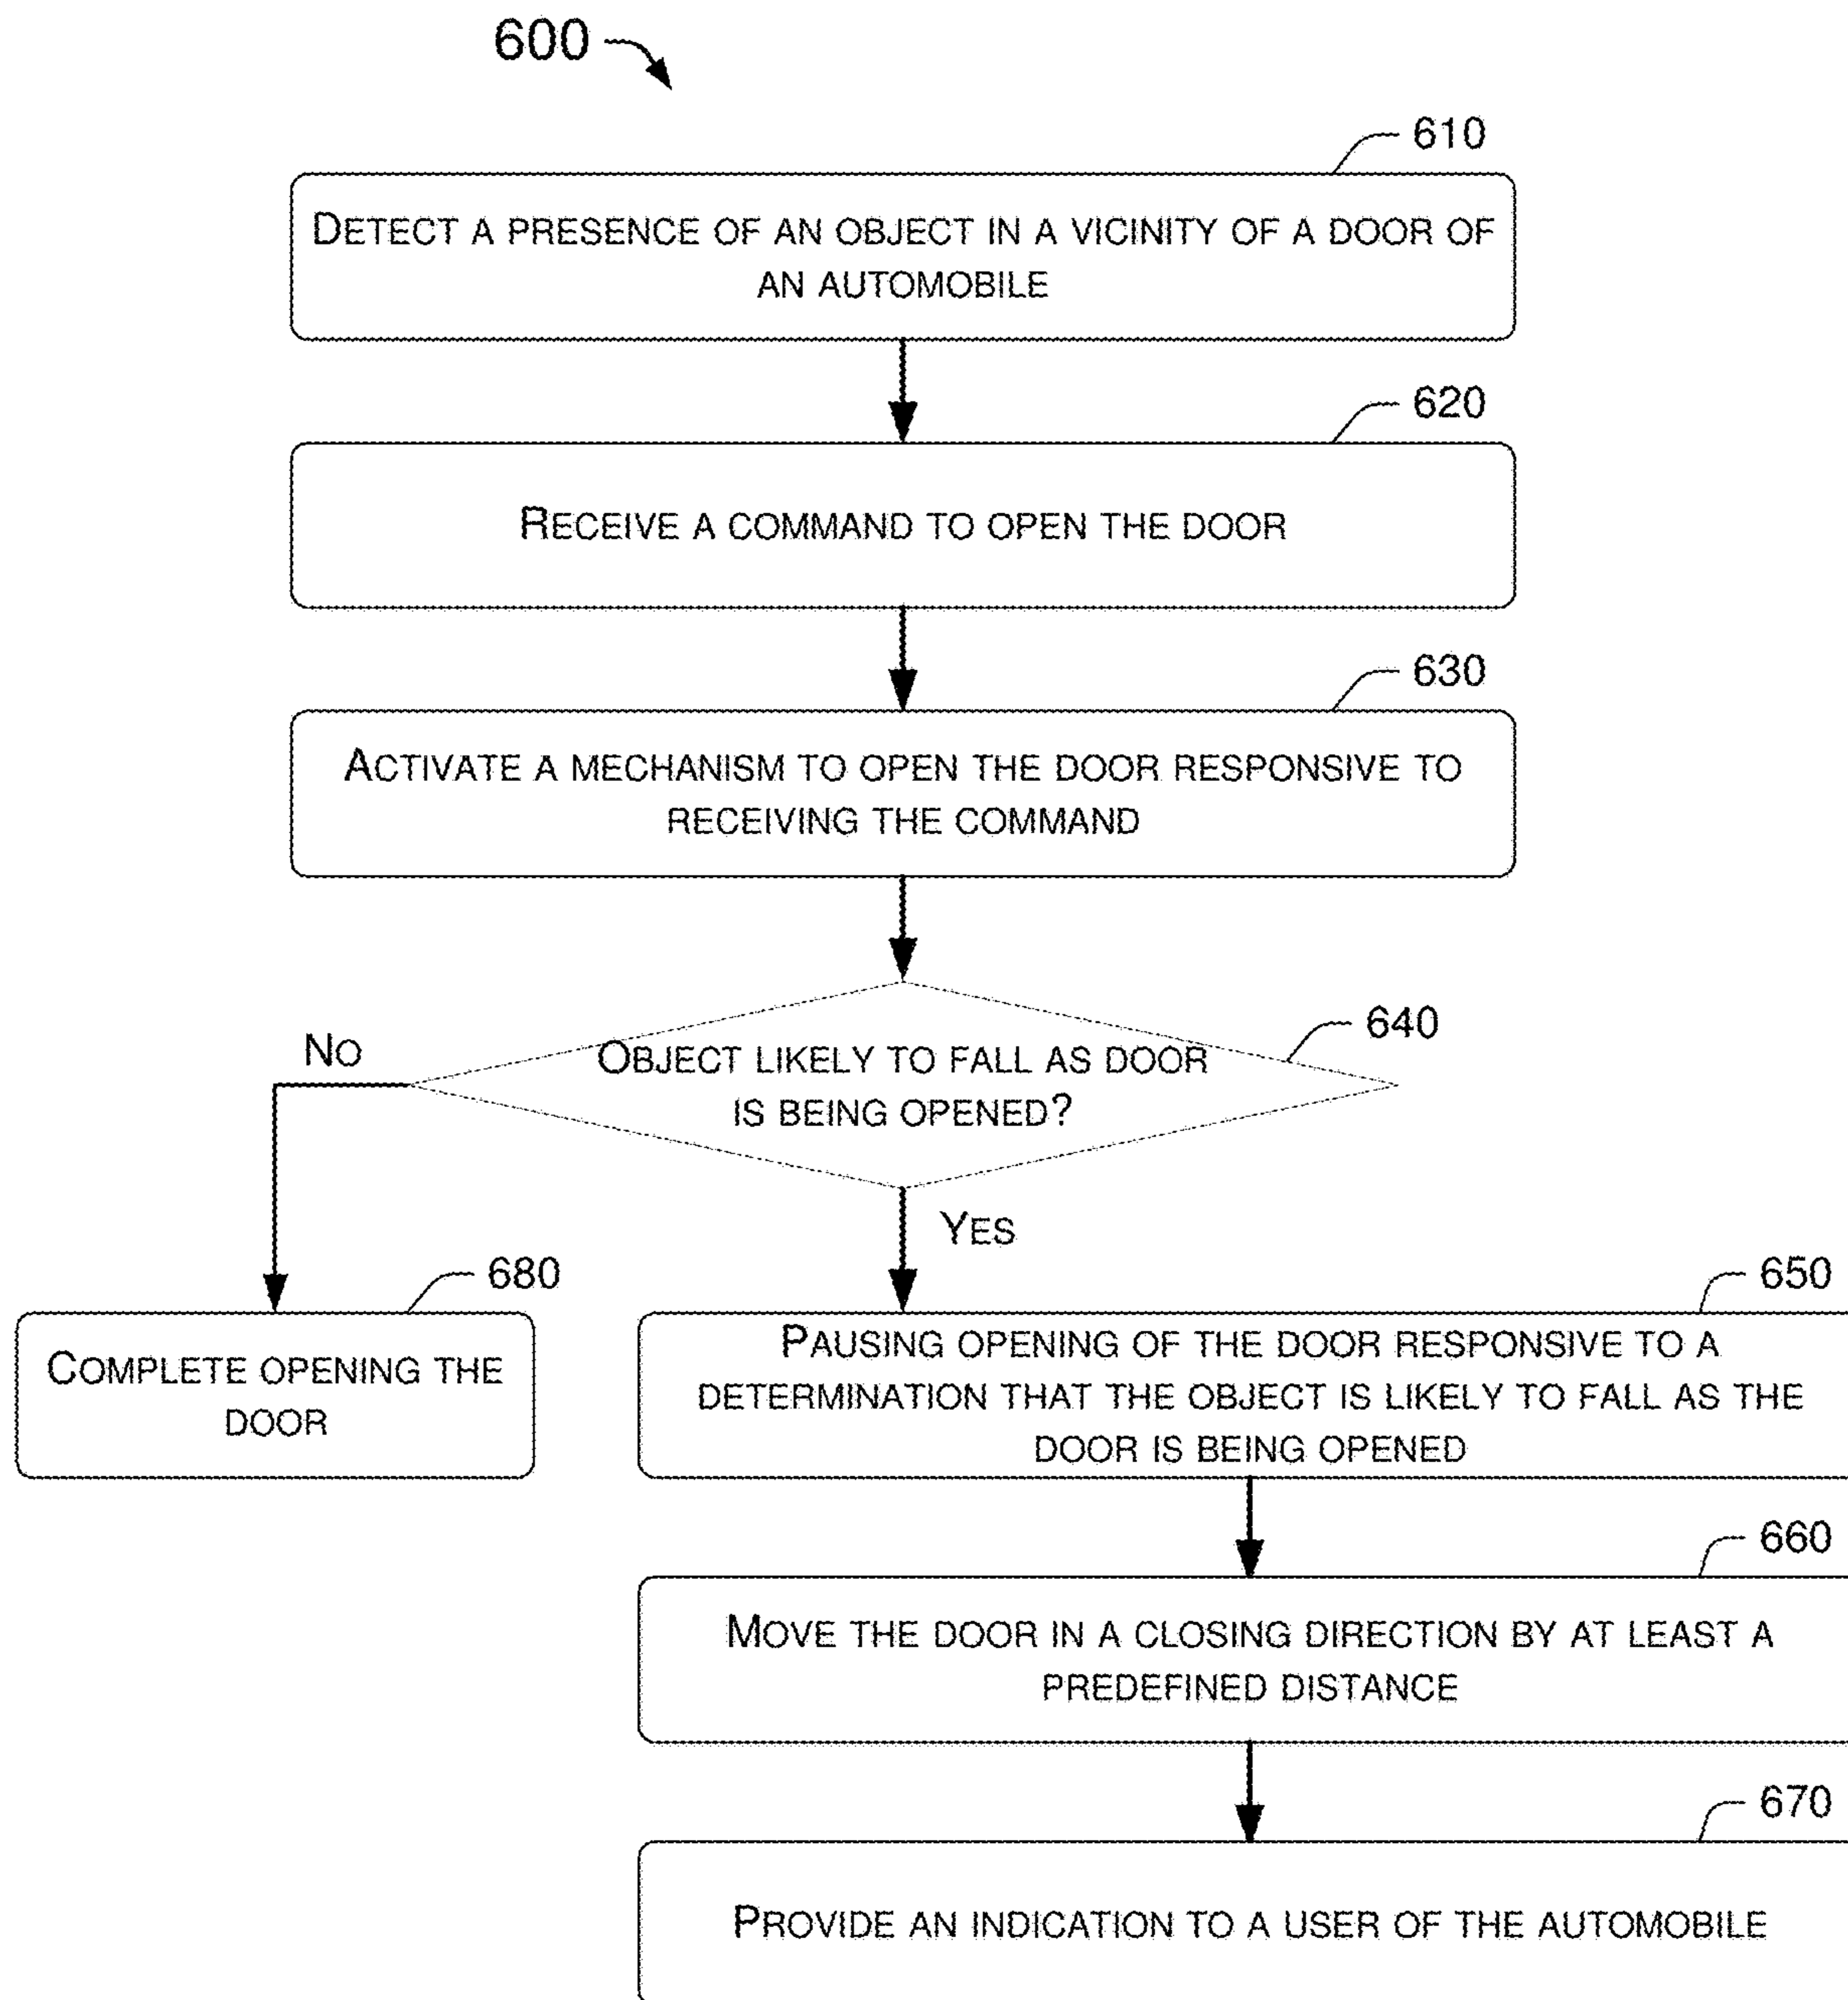 600
610
DETECT A PRESENCE OF AN OBJECT IN A VICINITY OF A DOOR OF
AN AUTOMOBILE
620
RECEIVE A COMMAND TO OPEN THE DOOR
630
ACTIVATE A MECHANISM TO OPEN THE DOOR RESPONSIVE TO
RECEIVING THE COMMAND
640
OBJECT LIKELY TO FALL AS DOOR
IS BEING OPENED?
NO
YES
680
COMPLETE OPENING THE
DOOR
650
PAUSING OPENING OF THE DOOR RESPONSIVE TO A
DETERMINATION THAT THE OBJECT IS LIKELY TO FALL AS THE
DOOR IS BEING OPENED
660
MOVE THE DOOR IN A CLOSING DIRECTION BY AT LEAST A
PREDEFINED DISTANCE
670
PROVIDE AN INDICATION TO A USER OF THE AUTOMOBILE